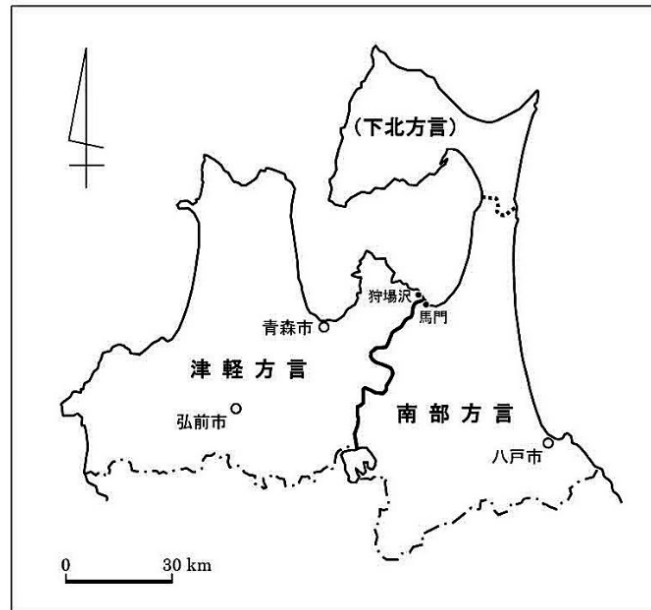 (下北方言)
狩場沢
馬門
青森市
津軽方言
南部方言
弘前市
八戸市
0 30 km